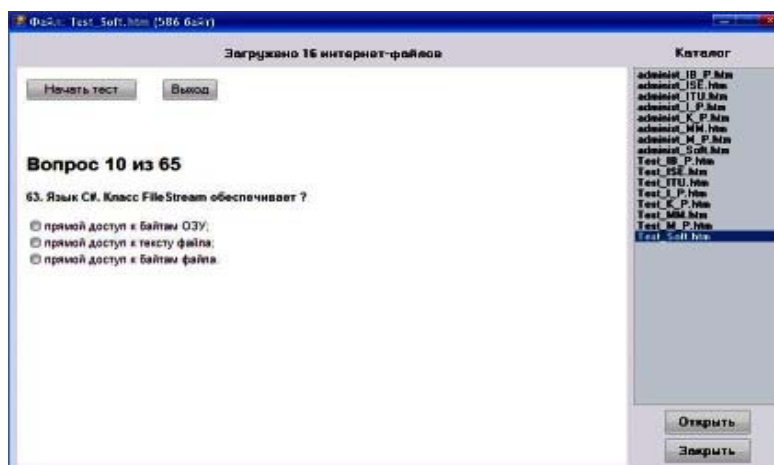 Файл: Test_Soft.htm (586 байт)
Загружено 16 интернет-файлов
Каталог
Начать тест
Выход
Вопрос 10 из 65
63. Язык C#. Класс FileStream обеспечивает ?
прямой доступ к байтам ОЗУ;
прямой доступ к тексту файла;
прямой доступ к байтам файла.
administ_IB_P.htm
administ_ISE.htm
administ_ITU.htm
administ_I_P.htm
administ_K_P.htm
administ_MM.htm
administ_M_P.htm
administ_Soft.htm
Test_IB_P.htm
Test_ISE.htm
Test_ITU.htm
Test_I_P.htm
Test_K_P.htm
Test_MM.htm
Test_M_P.htm
Test_Soft.htm
Открыть
Закрыть